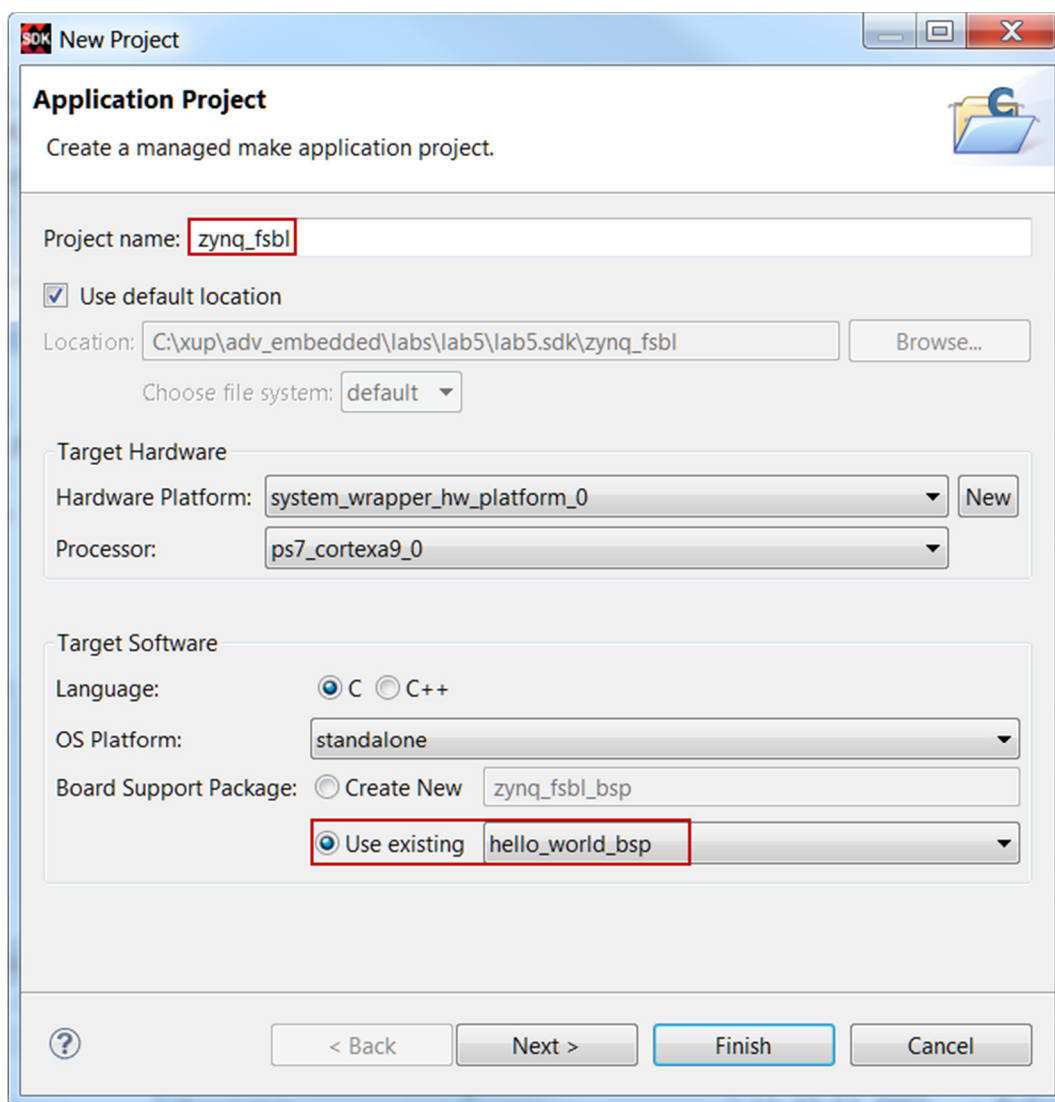 SDK New Project
Application Project
Create a managed make application project.
Project name: zynq_fsbl
Use default location
Location: C:\xup\adv_embedded\labs\lab5\lab5.sdk\zynq_fsbl Browse...
Choose file system: default
Target Hardware
Hardware Platform: system_wrapper_hw_platform_0 New
Processor: ps7_cortexa9_0
Target Software
Language: C C++
OS Platform: standalone
Board Support Package: Create New zynq_fsbl_bsp
Use existing hello_world_bsp
< Back Next > Finish Cancel